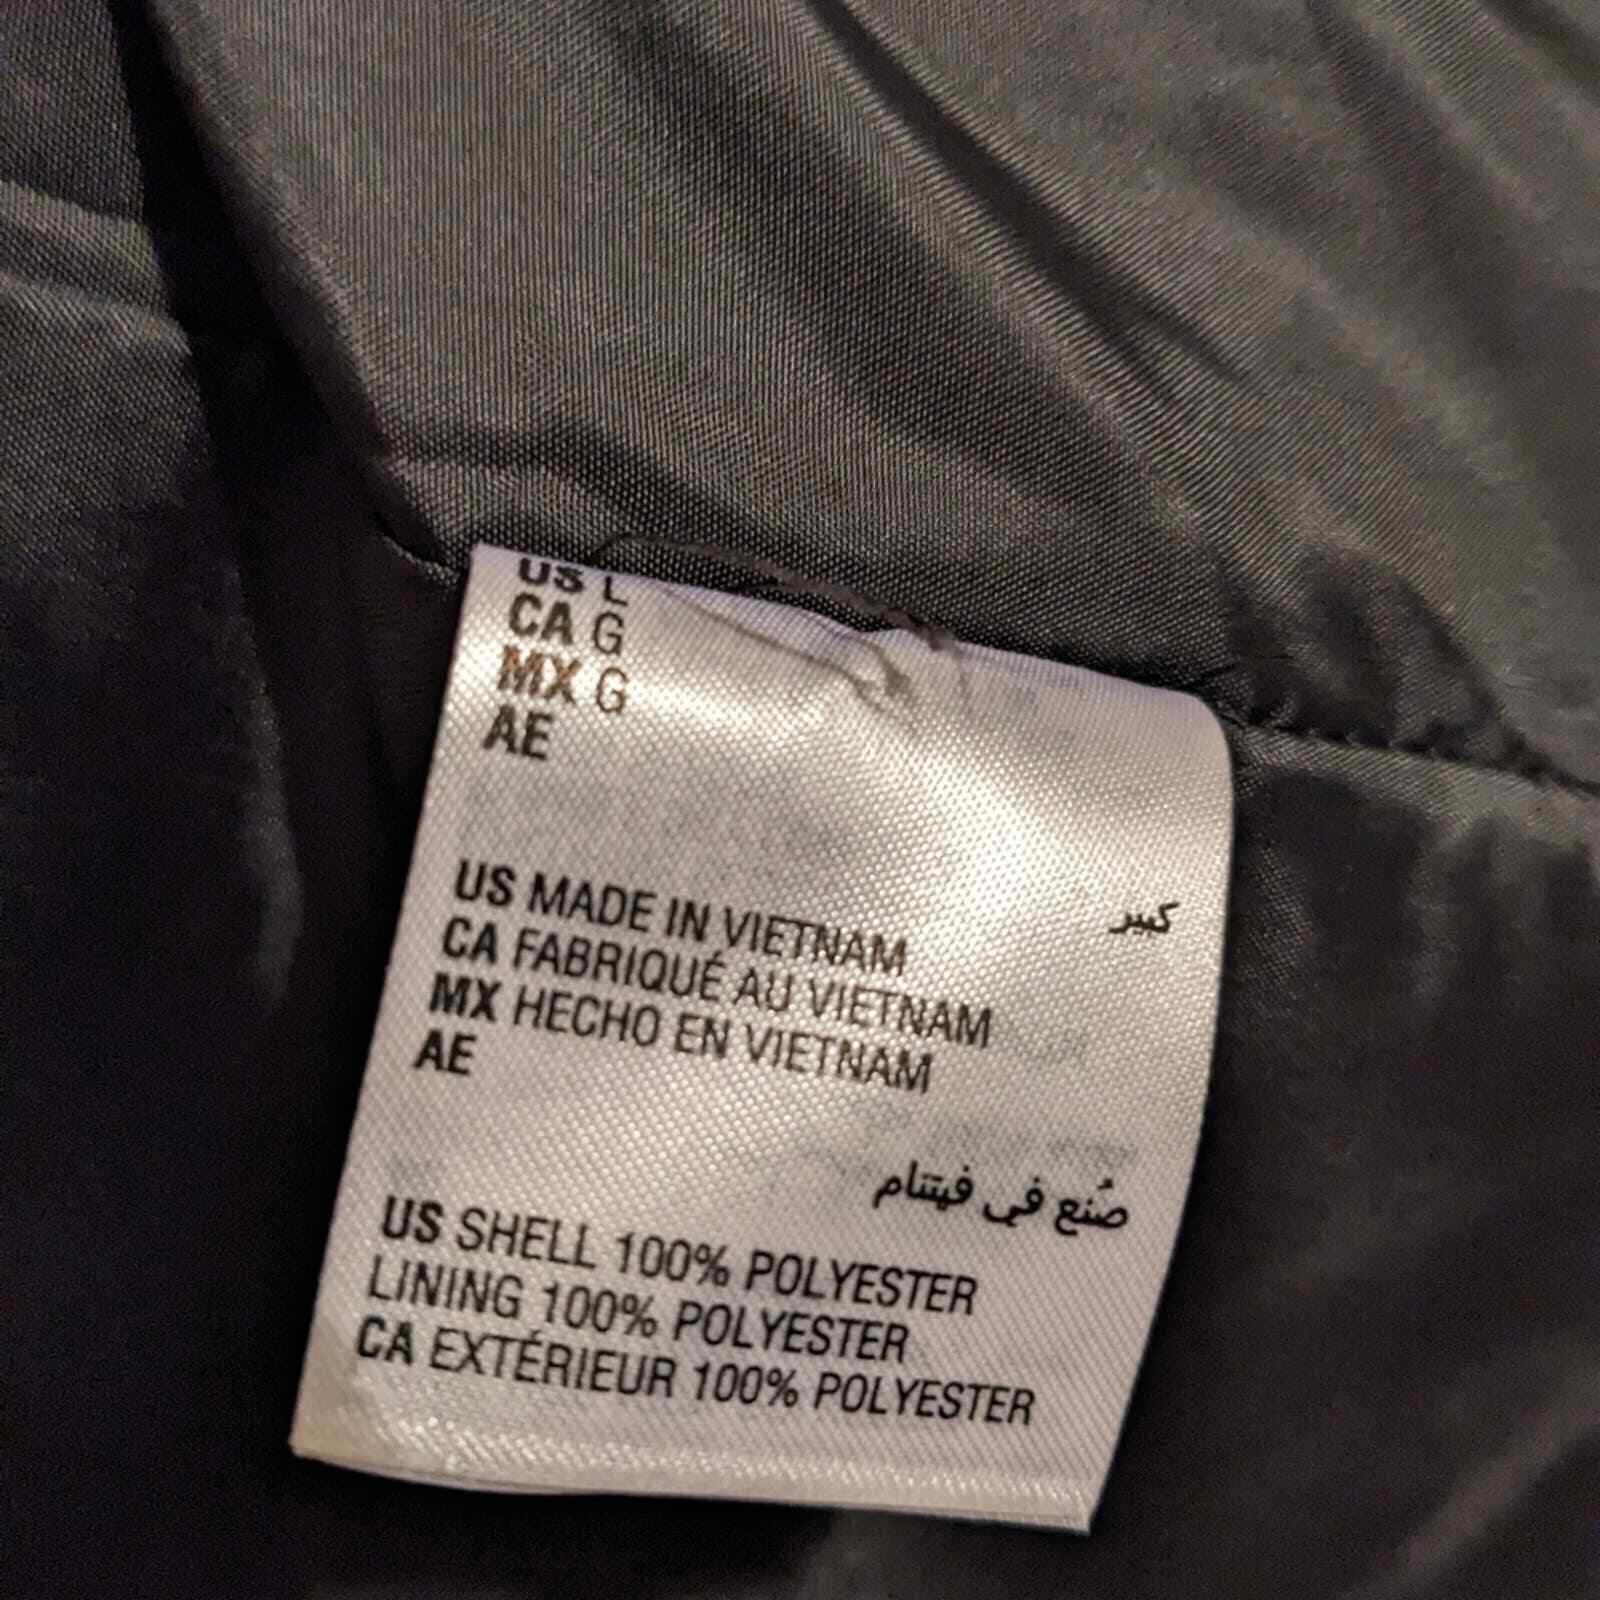 US L
CA G
MX G
AE
كبير
US MADE IN VIETNAM
CA FABRIQUÉ AU VIETNAM
MX HECHO EN VIETNAM
AE
صُنع في فيتنام
US SHELL 100% POLYESTER
LINING 100% POLYESTER
CA EXTÉRIEUR 100% POLYESTER